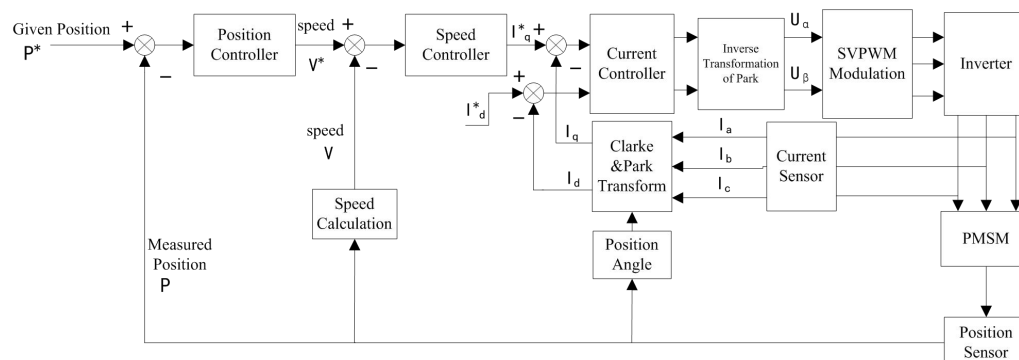 Given Position
P*
+
−
Position
Controller
speed
V*
+
−
Speed
Controller
I*q
+
−
I*d
+
−
Current
Controller
Inverse
Transformation
of Park
Uα
Uβ
SVPWM
Modulation
Inverter
speed
V
Iq
Id
Clarke
&Park
Transform
Ia
Ib
Ic
Current
Sensor
Speed
Calculation
Measured
Position
P
Position
Angle
PMSM
Position
Sensor